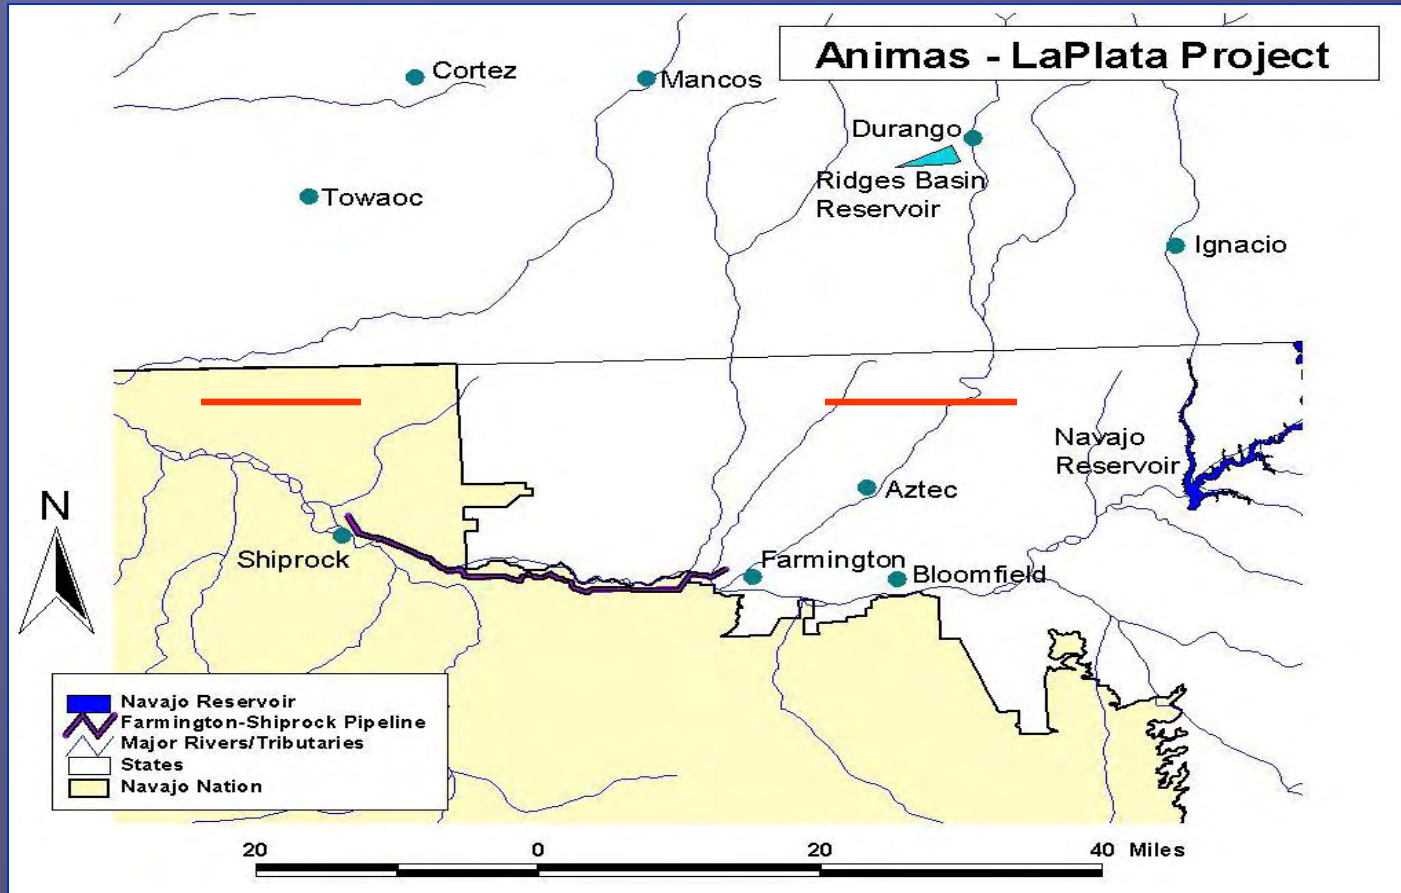 Animas - LaPlata Project
Cortez
Mancos
Durango
Ridges Basin
Reservoir
Towaoc
Ignacio
Navajo
Reservoir
Aztec
N
Shiprock
Farmington
Bloomfield
Navajo Reservoir
Farmington-Shiprock Pipeline
Major Rivers/Tributaries
States
Navajo Nation
20 0 20 40 Miles